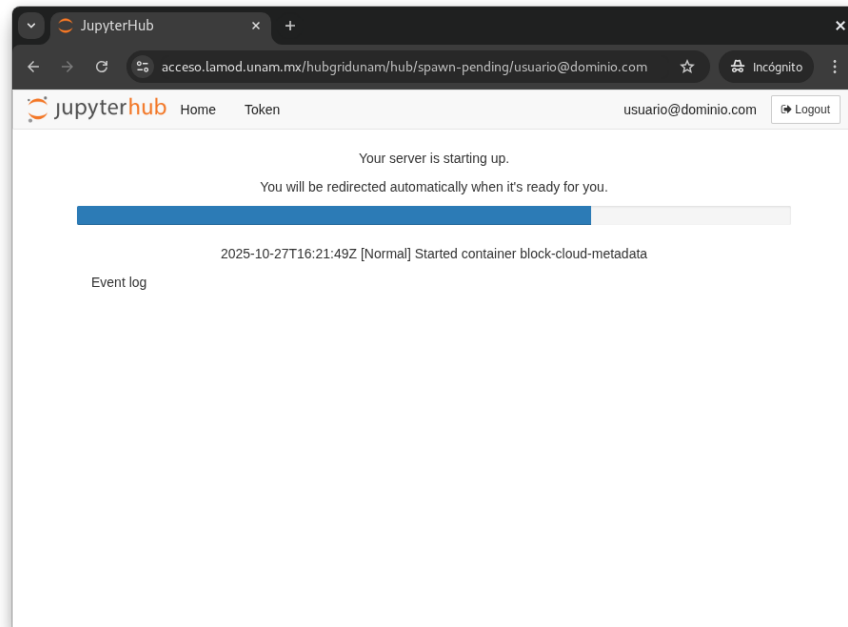 JupyterHub
acceso.lamod.unam.mx/hubgridunam/hub/spawn-pending/usuario@dominio.com
Incógnito
jupyterhub Home Token usuario@dominio.com Logout
Your server is starting up.
You will be redirected automatically when it's ready for you.
2025-10-27T16:21:49Z [Normal] Started container block-cloud-metadata
Event log